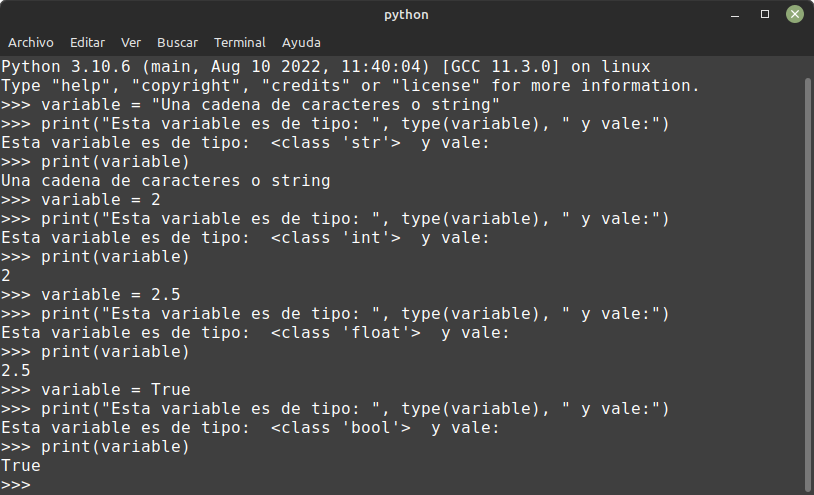 python
Archivo Editar Ver Buscar Terminal Ayuda
Python 3.10.6 (main, Aug 10 2022, 11:40:04) [GCC 11.3.0] on linux
Type "help", "copyright", "credits" or "license" for more information.
>>> variable = "Una cadena de caracteres o string"
>>> print("Esta variable es de tipo: ", type(variable), " y vale:")
Esta variable es de tipo:  <class 'str'>  y vale:
>>> print(variable)
Una cadena de caracteres o string
>>> variable = 2
>>> print("Esta variable es de tipo: ", type(variable), " y vale:")
Esta variable es de tipo:  <class 'int'>  y vale:
>>> print(variable)
2
>>> variable = 2.5
>>> print("Esta variable es de tipo: ", type(variable), " y vale:")
Esta variable es de tipo:  <class 'float'>  y vale:
>>> print(variable)
2.5
>>> variable = True
>>> print("Esta variable es de tipo: ", type(variable), " y vale:")
Esta variable es de tipo:  <class 'bool'>  y vale:
>>> print(variable)
True
>>>